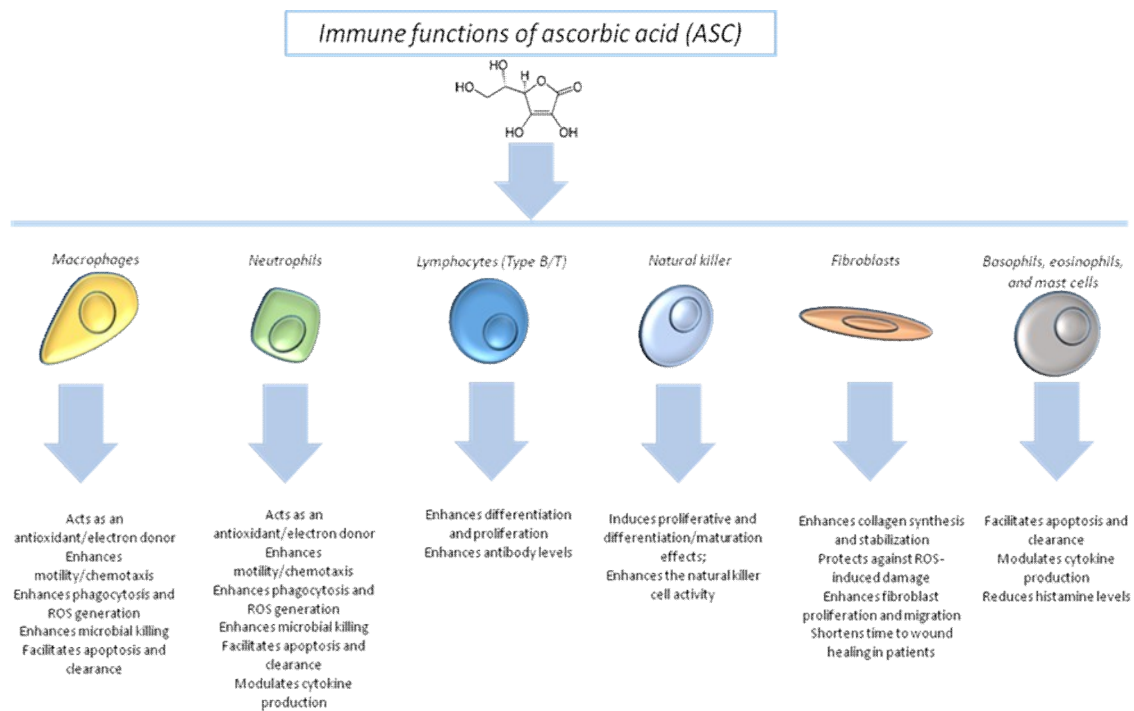 Immune functions of ascorbic acid (ASC)
HO
H
O
O
HO
HO
OH
Macrophages
Neutrophils
Lymphocytes (Type B/T)
Natural killer
Fibroblasts
Basophils, eosinophils,
and mast cells
Acts as an
antioxidant/electron donor
Enhances
motility/chemotaxis
Enhances phagocytosis and
ROS generation
Enhances microbial killing
Facilitates apoptosis and
clearance
Acts as an
antioxidant/electron donor
Enhances
motility/chemotaxis
Enhances phagocytosis and
ROS generation
Enhances microbial killing
Facilitates apoptosis and
clearance
Modulates cytokine
production
Enhances differentiation
and proliferation
Enhances antibody levels
Induces proliferative and
differentiation/maturation
effects;
Enhances the natural killer
cell activity
Enhances collagen synthesis
and stabilization
Protects against ROS-
induced damage
Enhances fibroblast
proliferation and migration
Shortens time to wound
healing in patients
Facilitates apoptosis and
clearance
Modulates cytokine
production
Reduces histamine levels